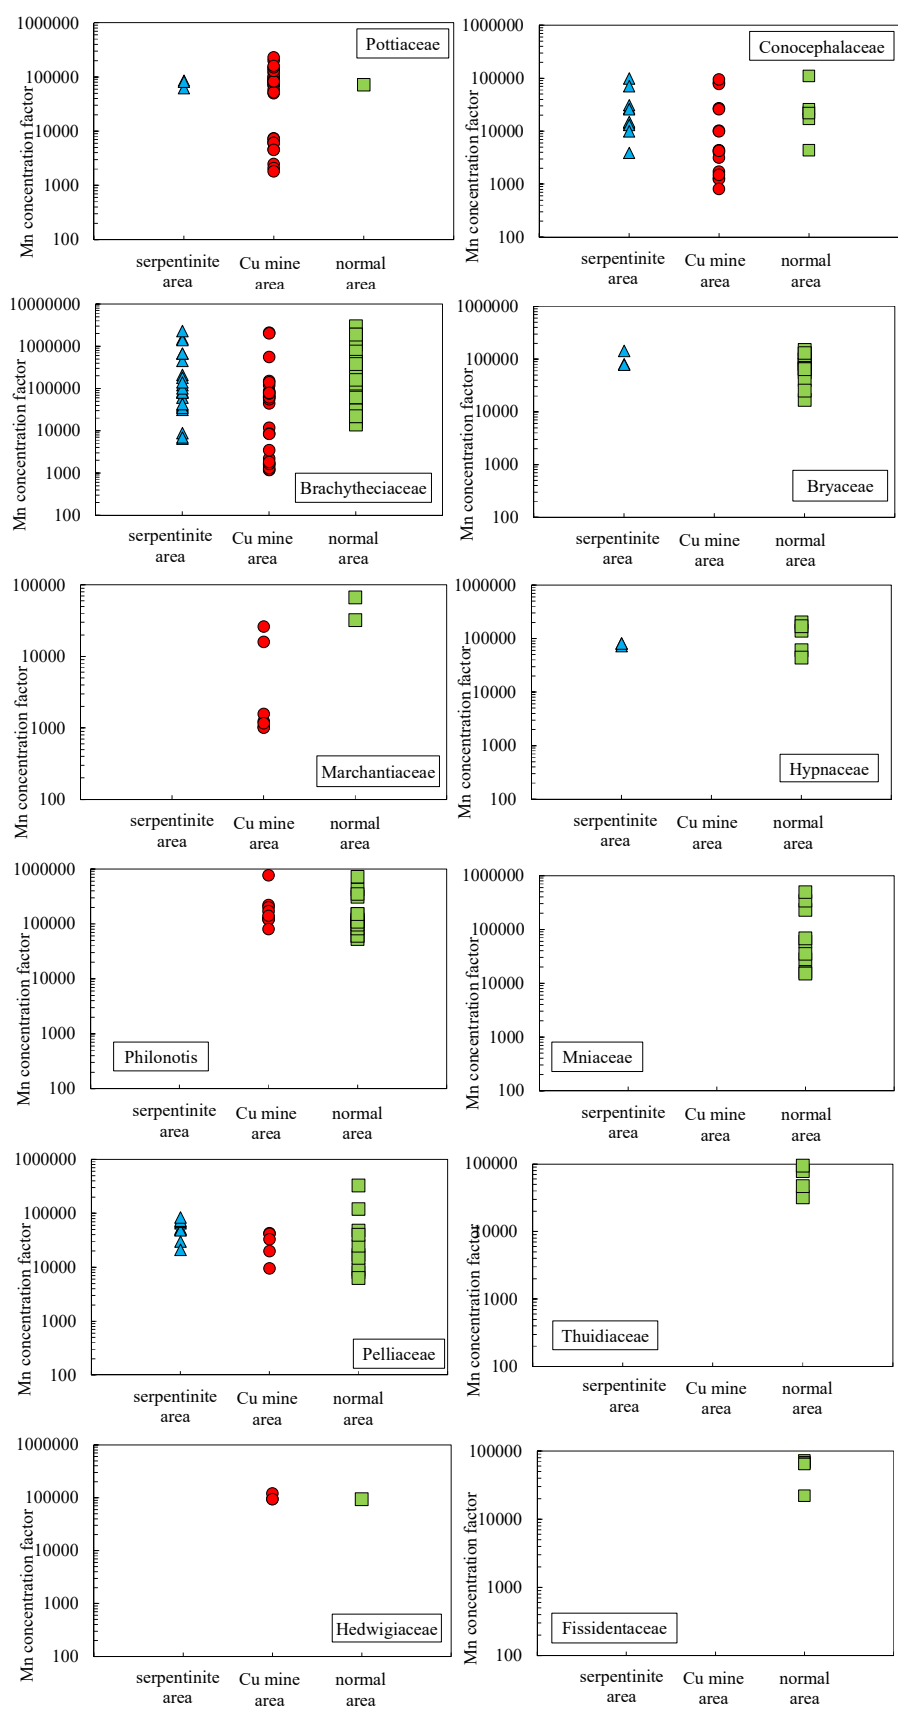 1000000
100000
10000
1000
100
Mn concentration factor
Pottiaceae
serpentinite area
Cu mine area
normal area
1000000
100000
10000
1000
100
Mn concentration factor
Conocephalaceae
serpentinite area
Cu mine area
normal area
10000000
1000000
100000
10000
1000
100
Mn concentration factor
Brachytheciaceae
serpentinite area
Cu mine area
normal area
1000000
100000
10000
1000
100
Mn concentration factor
Bryaceae
serpentinite area
Cu mine area
normal area
100000
10000
1000
100
Mn concentration factor
Marchantiaceae
serpentinite area
Cu mine area
normal area
1000000
100000
10000
1000
100
Mn concentration factor
Hypnaceae
serpentinite area
Cu mine area
normal area
1000000
100000
10000
1000
100
Mn concentration factor
Philonotis
serpentinite area
Cu mine area
normal area
1000000
100000
10000
1000
100
Mn concentration factor
Mniaceae
serpentinite area
Cu mine area
normal area
1000000
100000
10000
1000
100
Mn concentration factor
Pelliaceae
serpentinite area
Cu mine area
normal area
100000
10000
1000
100
Mn concentration factor
Thuidiaceae
serpentinite area
Cu mine area
normal area
1000000
100000
10000
1000
100
Mn concentration factor
Hedwigiaceae
serpentinite area
Cu mine area
normal area
100000
10000
1000
100
Mn concentration factor
Fissidentaceae
serpentinite area
Cu mine area
normal area